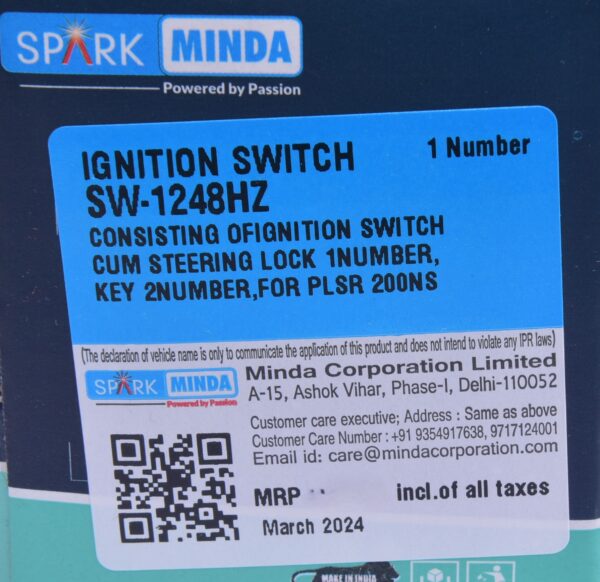 SPARK MINDA
Powered by Passion
IGNITION SWITCH 1 Number
SW-1248HZ
CONSISTING OFIGNITION SWITCH
CUM STEERING LOCK 1NUMBER,
KEY 2NUMBER,FOR PLSR 200NS
(The declaration of vehicle name is only to communicate the application of this product and does not intend to violate any IPR laws)
SPARK MINDA
Powered by Passion
Minda Corporation Limited
A-15, Ashok Vihar, Phase-I, Delhi-110052
Customer care executive; Address : Same as above
Customer Care Number : +91 9354917638, 9717124001
Email id: care@mindacorporation.com
MRP incl.of all taxes
March 2024
MAKE IN INDIA